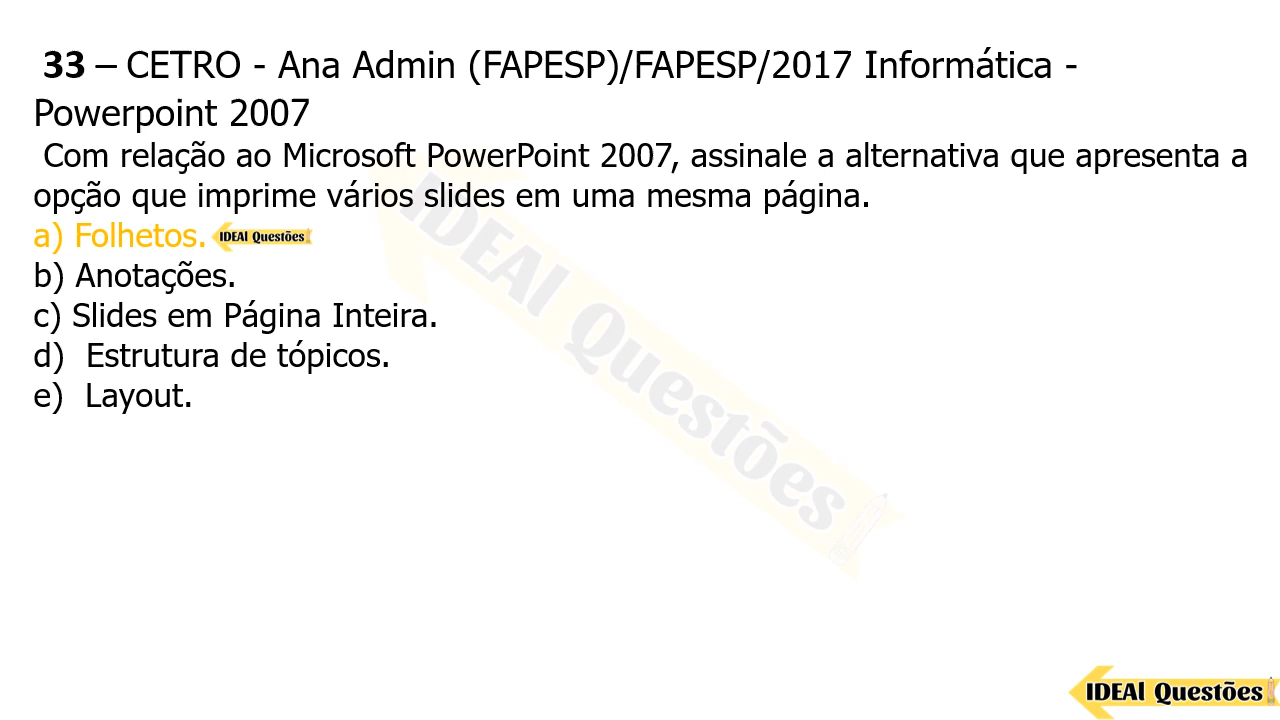 33 – CETRO - Ana Admin (FAPESP)/FAPESP/2017 Informática -
Powerpoint 2007
Com relação ao Microsoft PowerPoint 2007, assinale a alternativa que apresenta a
opção que imprime vários slides em uma mesma página.
a) Folhetos. IDEAl Questões
b) Anotações.
c) Slides em Página Inteira.
d) Estrutura de tópicos.
e) Layout.
IDEAl Questões
IDEAl Questões